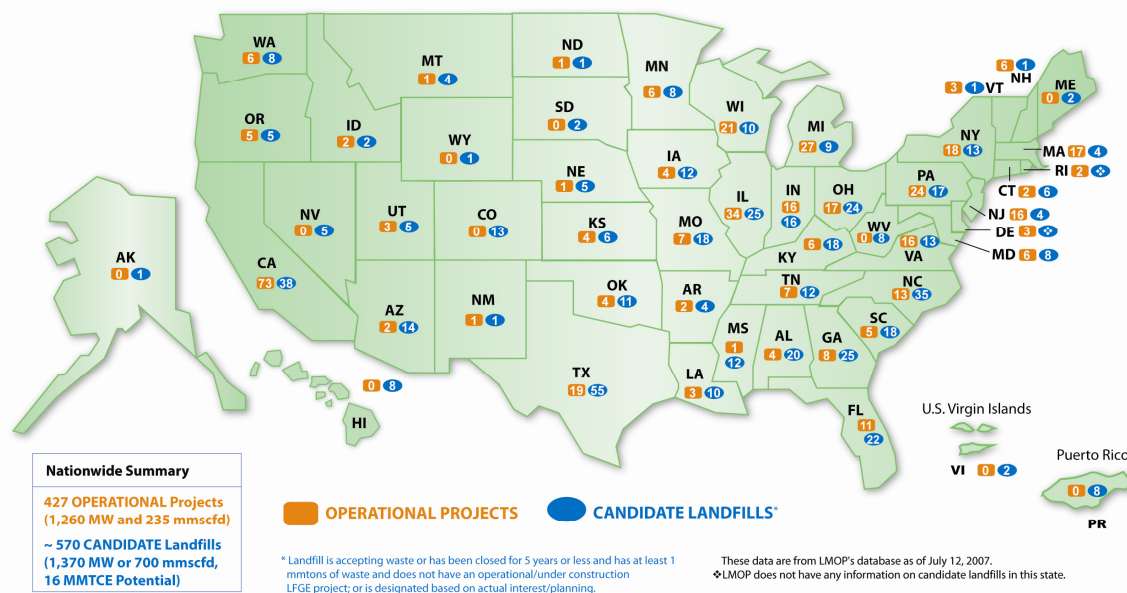 WA
6 8
MT
1 4
ND
1 1
MN
6 8
6 1
NH
3 1 VT
ME
0 2
OR
5 5
ID
2 2
WY
0 1
SD
0 2
WI
21 10
MI
27 9
NY
18 13
MA 17 4
RI 2 ❖
CT 2 6
NJ 16 4
DE 3 ❖
MD 6 8
NE
1 5
IA
4 12
IL
34 25
IN
16
16
OH
17 24
PA
24 17
WV
0 8
16 13
VA
NV
0 5
UT
3 5
CO
0 13
KS
4 6
MO
7 18
6 18
KY
CA
73 38
AK
0 1
AZ
2 14
NM
1 1
OK
4 11
AR
2 4
TN
7 12
NC
13 35
SC
5 18
MS
1
12
AL
4 20
GA
8 25
TX
19 55
LA
3 10
FL
11
22
0 8
HI
U.S. Virgin Islands
VI 0 2
Puerto Rico
0 8
PR
Nationwide Summary
427 OPERATIONAL Projects
(1,260 MW and 235 mmscfd)
~ 570 CANDIDATE Landfills
(1,370 MW or 700 mmscfd,
16 MMTCE Potential)
OPERATIONAL PROJECTS
CANDIDATE LANDFILLS*
* Landfill is accepting waste or has been closed for 5 years or less and has at least 1
mmtons of waste and does not have an operational/under construction
LFGE project; or is designated based on actual interest/planning.
These data are from LMOP's database as of July 12, 2007.
❖LMOP does not have any information on candidate landfills in this state.